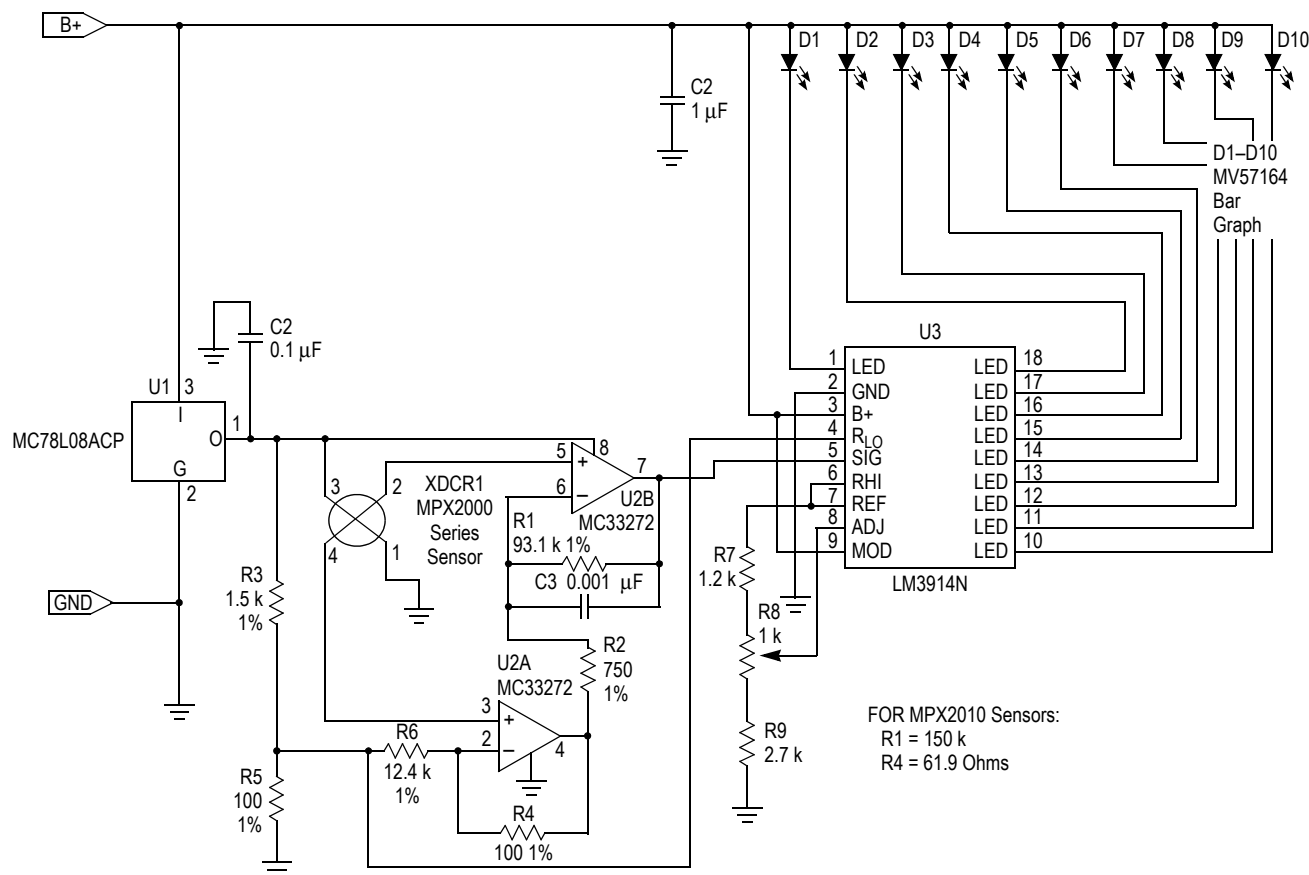 B+
D1
D2
D3
D4
D5
D6
D7
D8
D9
D10
C2
1 µF
D1–D10
MV57164
Bar
Graph
C2
0.1 µF
U1
3
I
MC78L08ACP
O
1
G
2
U3
1
LED
LED
18
2
GND
LED
17
3
B+
LED
16
4
RLO
LED
15
5
SIG
LED
14
6
RHI
LED
13
7
REF
LED
12
8
ADJ
LED
11
9
MOD
LED
10
LM3914N
3
2
4
1
XDCR1
MPX2000
Series
Sensor
5
+
8
7
6
–
U2B
MC33272
R1
93.1 k 1%
C3 0.001 µF
R3
1.5 k
1%
GND
R2
750
1%
U2A
MC33272
3
+
2
–
4
R6
12.4 k
1%
R5
100
1%
R4
100 1%
R7
1.2 k
R8
1 k
R9
2.7 k
FOR MPX2010 Sensors:
R1 = 150 k
R4 = 61.9 Ohms